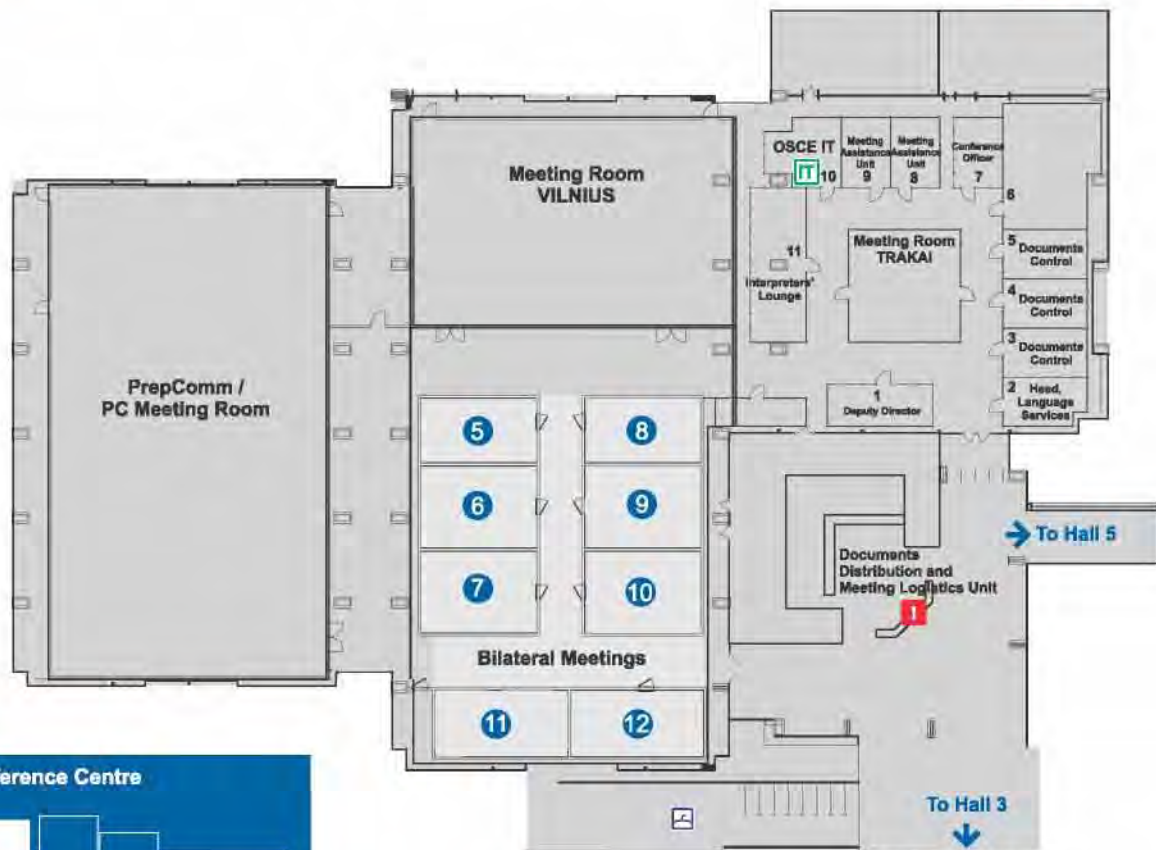 Meeting Room
VILNIUS
OSCE IT
IT
10
Meeting
Assistance
Unit
9
Meeting
Assistance
Unit
8
Conference
Officer
7
6
11
Interpreters'
Lounge
Meeting Room
TRAKAI
5
Documents
Control
4
Documents
Control
3
Documents
Control
2
Head,
Language
Services
1
Deputy Director
PrepComm /
PC Meeting Room
5
8
6
9
7
10
Bilateral Meetings
11
12
Documents
Distribution and
Meeting Logistics Unit
To Hall 5
To Hall 3
ference Centre